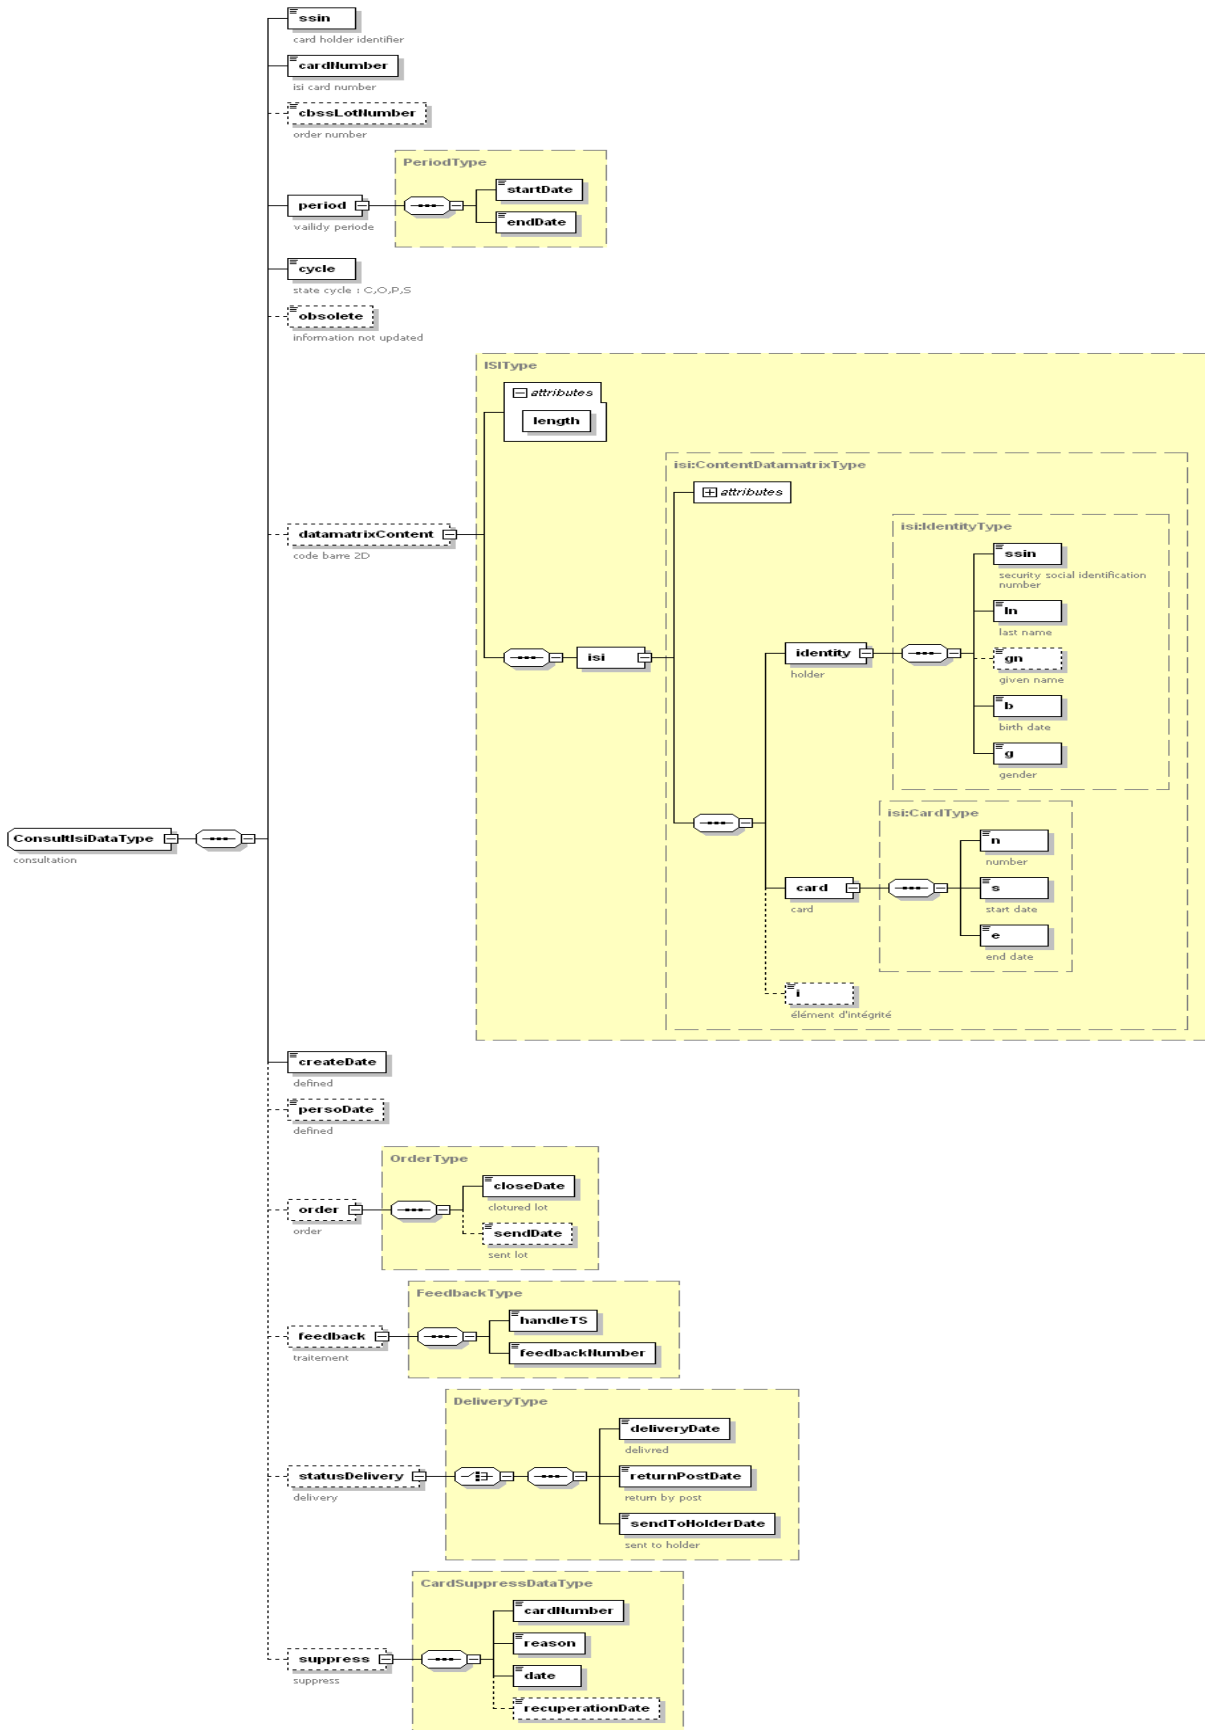 ssin
card holder identifier
cardNumber
isi card number
cbssLotNumber
order number
PeriodType
startDate
period
endDate
vailidy periode
cycle
state cycle : C,O,P,S
obsolete
information not updated
ISIType
attributes
length
isi:ContentDatamatrixType
attributes
isi:IdentityType
datamatrixContent
code barre 2D
ssin
security social identification
number
ln
last name
identity
holder
isi
gn
given name
b
birth date
g
gender
isi:CardType
ConsultIsiDataType
consultation
n
number
card
card
s
start date
e
end date
i
élément d'intégrité
createDate
defined
persoDate
defined
OrderType
closeDate
clotured lot
order
order
sendDate
sent lot
FeedbackType
handleTS
feedback
traitement
feedbackNumber
DeliveryType
deliveryDate
delivred
statusDelivery
delivery
returnPostDate
return by post
sendToHolderDate
sent to holder
CardSuppressDataType
cardNumber
reason
suppress
suppress
date
recuperationDate